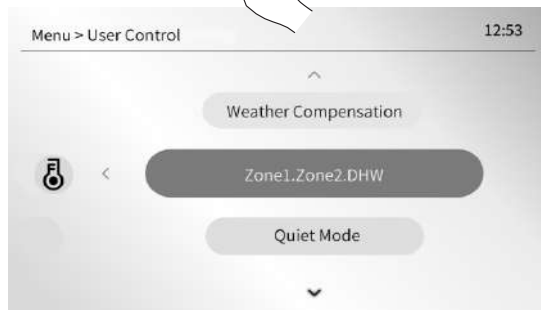 Menu > User Control
12:53
Weather Compensation
Zone1.Zone2.DHW
Quiet Mode